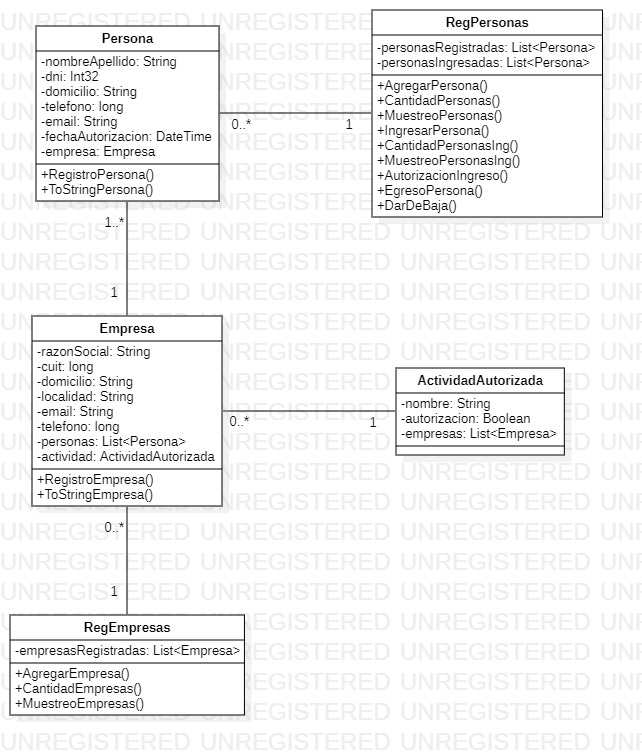 Persona
-nombreApellido: String
-dni: Int32
-domicilio: String
-telefono: long
-email: String
-fechaAutorizacion: DateTime
-empresa: Empresa
+RegistroPersona()
+ToStringPersona()
RegPersonas
-personasRegistradas: List<Persona>
-personasIngresadas: List<Persona>
+AgregarPersona()
+CantidadPersonas()
+MuestreoPersonas()
+IngresarPersona()
+CantidadPersonasIng()
+MuestreoPersonasIng()
+AutorizacionIngreso()
+EgresoPersona()
+DarDeBaja()
0..*
1
1..*
1
Empresa
-razonSocial: String
-cuit: long
-domicilio: String
-localidad: String
-email: String
-telefono: long
-personas: List<Persona>
-actividad: ActividadAutorizada
+RegistroEmpresa()
+ToStringEmpresa()
ActividadAutorizada
-nombre: String
-autorizacion: Boolean
-empresas: List<Empresa>
0..*
1
0..*
1
RegEmpresas
-empresasRegistradas: List<Empresa>
+AgregarEmpresa()
+CantidadEmpresas()
+MuestreoEmpresas()
UNREGISTERED